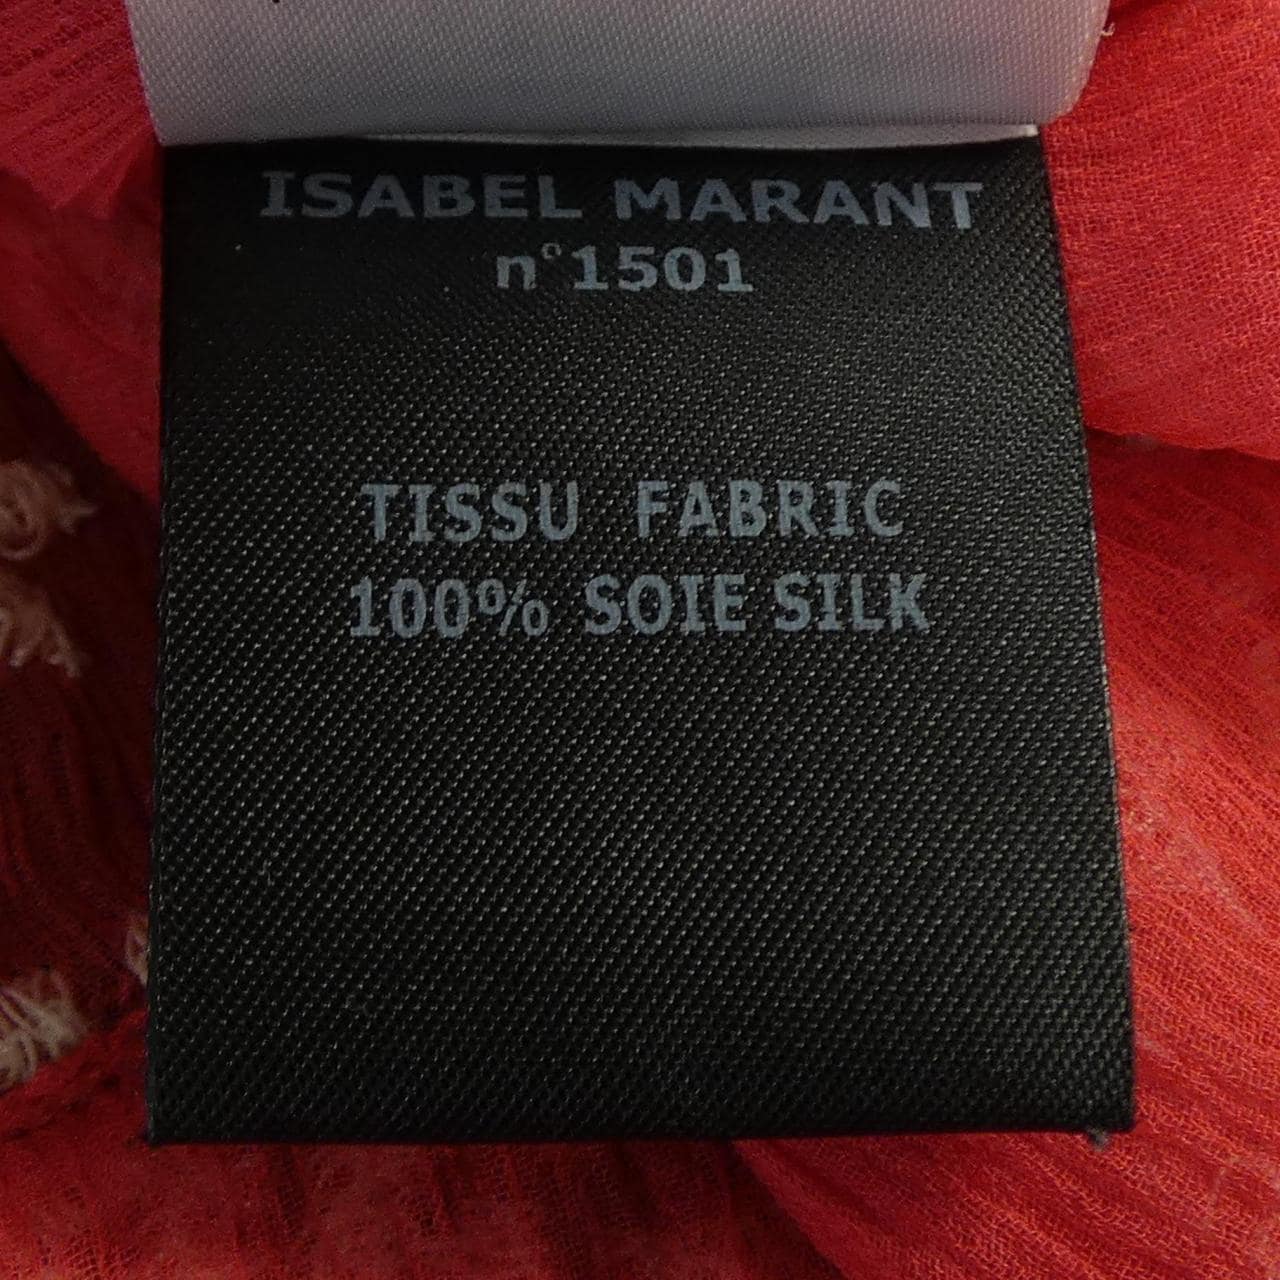 ISABEL MARANT
n°1501
TISSU FABRIC
100% SOIE SILK